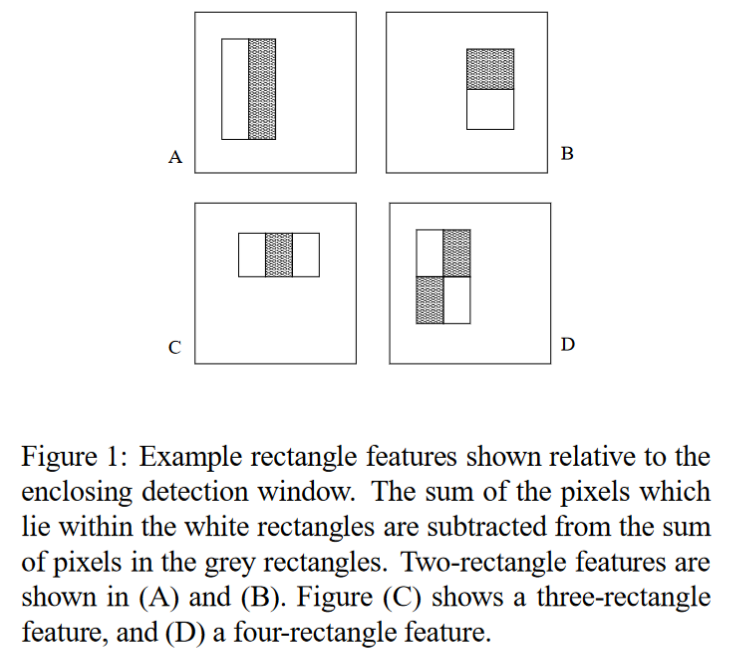 A
B
C
D
Figure 1: Example rectangle features shown relative to the
enclosing detection window. The sum of the pixels which
lie within the white rectangles are subtracted from the sum
of pixels in the grey rectangles. Two-rectangle features are
shown in (A) and (B). Figure (C) shows a three-rectangle
feature, and (D) a four-rectangle feature.